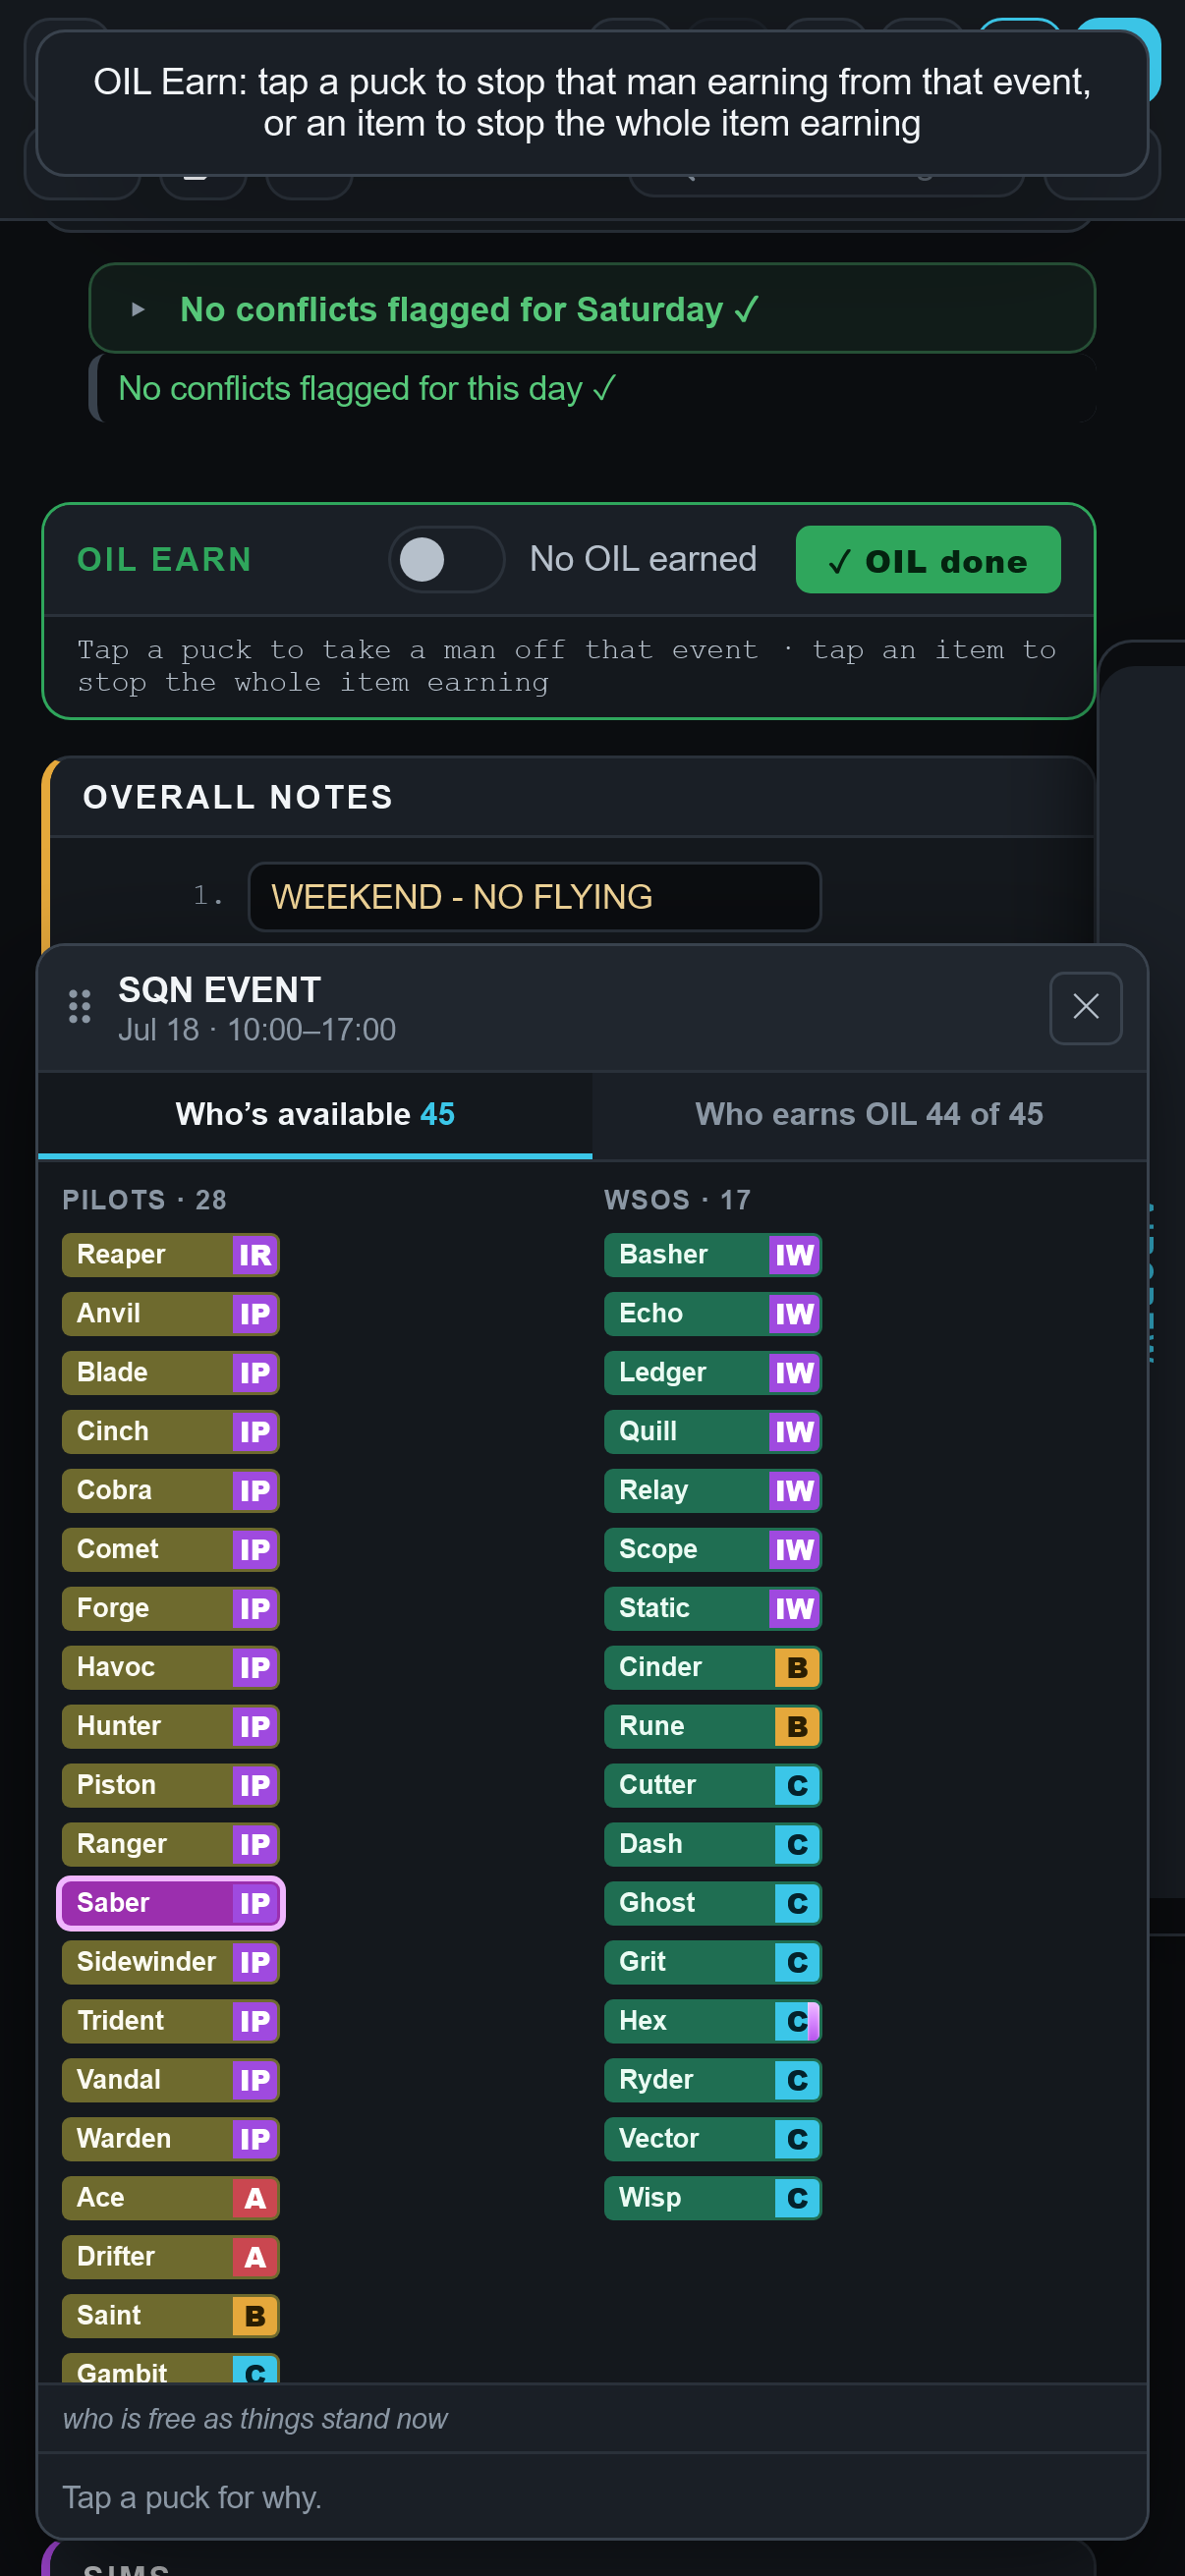 OIL Earn: tap a puck to stop that man earning from that event,
or an item to stop the whole item earning
No conflicts flagged for Saturday ✓
No conflicts flagged for this day ✓
OIL EARN
No OIL earned
✓ OIL done
Tap a puck to take a man off that event · tap an item to
stop the whole item earning
OVERALL NOTES
1. WEEKEND - NO FLYING
SQN EVENT
Jul 18 · 10:00–17:00
Who’s available 45
Who earns OIL 44 of 45
PILOTS · 28
Reaper IR
Anvil IP
Blade IP
Cinch IP
Cobra IP
Comet IP
Forge IP
Havoc IP
Hunter IP
Piston IP
Ranger IP
Saber IP
Sidewinder IP
Trident IP
Vandal IP
Warden IP
Ace A
Drifter A
Saint B
Gambit C
WSOS · 17
Basher IW
Echo IW
Ledger IW
Quill IW
Relay IW
Scope IW
Static IW
Cinder B
Rune B
Cutter C
Dash C
Ghost C
Grit C
Hex C
Ryder C
Vector C
Wisp C
who is free as things stand now
Tap a puck for why.
SIMS